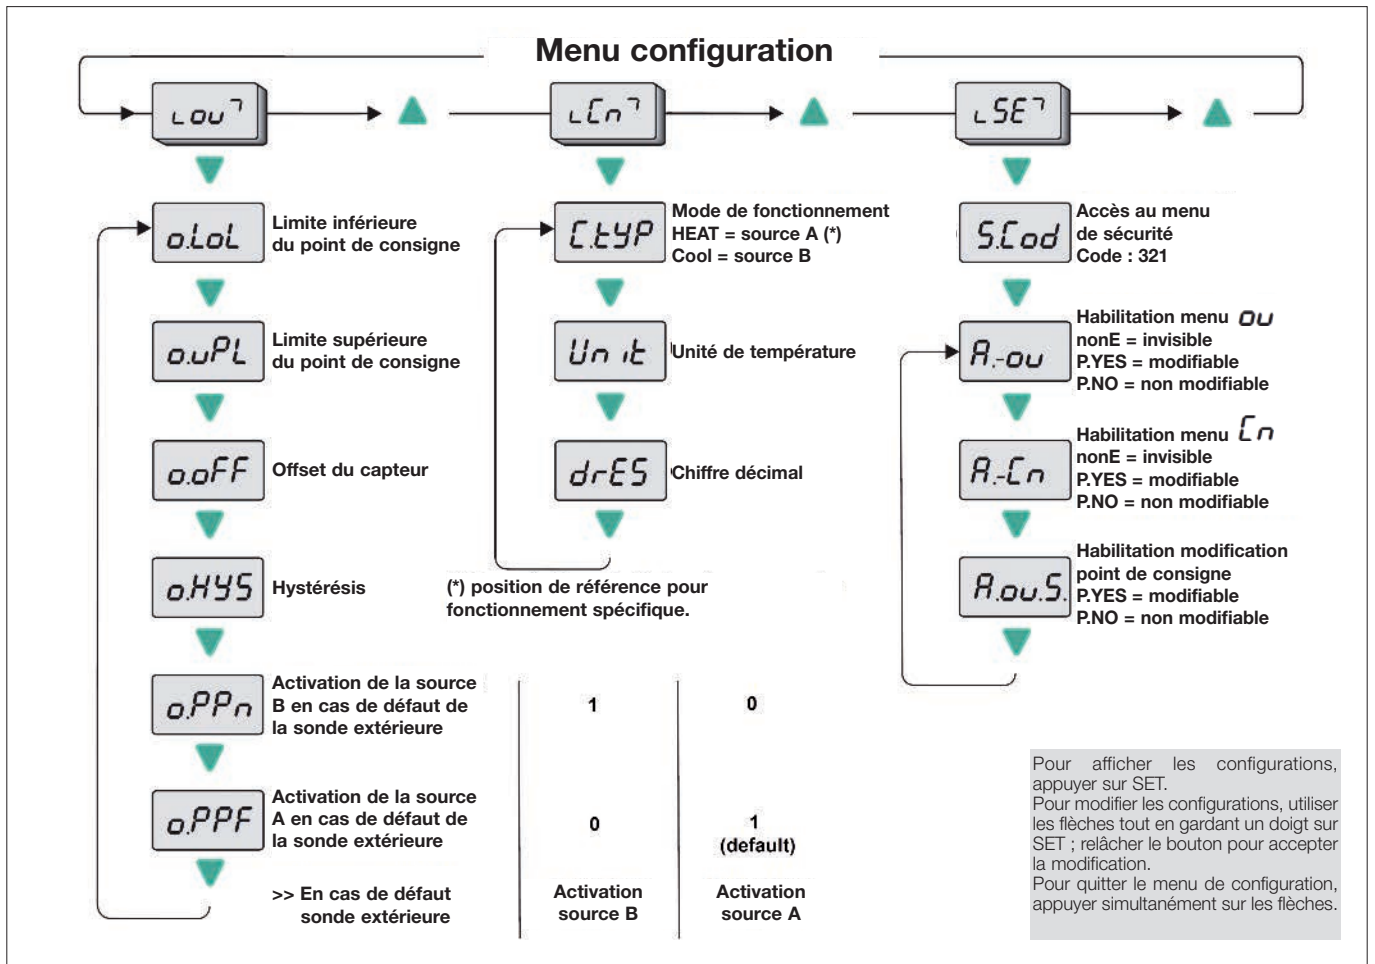 Menu configuration
ou
Cn
SE
o.LoL
Limite inférieure
du point de consigne
o.uPL
Limite supérieure
du point de consigne
o.oFF
Offset du capteur
o.HYS
Hystérésis
o.PPn
Activation de la source
B en cas de défaut de
la sonde extérieure
o.PPF
Activation de la source
A en cas de défaut de
la sonde extérieure
>> En cas de défaut
sonde extérieure
C.tYP
Mode de fonctionnement
HEAT = source A (*)
Cool = source B
Unit
Unité de température
drES
Chiffre décimal
(*) position de référence pour
fonctionnement spécifique.
1 0
0 1
(default)
Activation
source B
Activation
source A
S.Cod
Accès au menu
de sécurité
Code : 321
A.-ou
Habilitation menu ou
nonE = invisible
P.YES = modifiable
P.NO = non modifiable
A.-Cn
Habilitation menu Cn
nonE = invisible
P.YES = modifiable
P.NO = non modifiable
A.ou.S.
Habilitation modification
point de consigne
P.YES = modifiable
P.NO = non modifiable
Pour afficher les configurations,
appuyer sur SET.
Pour modifier les configurations, utiliser
les flèches tout en gardant un doigt sur
SET ; relâcher le bouton pour accepter
la modification.
Pour quitter le menu de configuration,
appuyer simultanément sur les flèches.